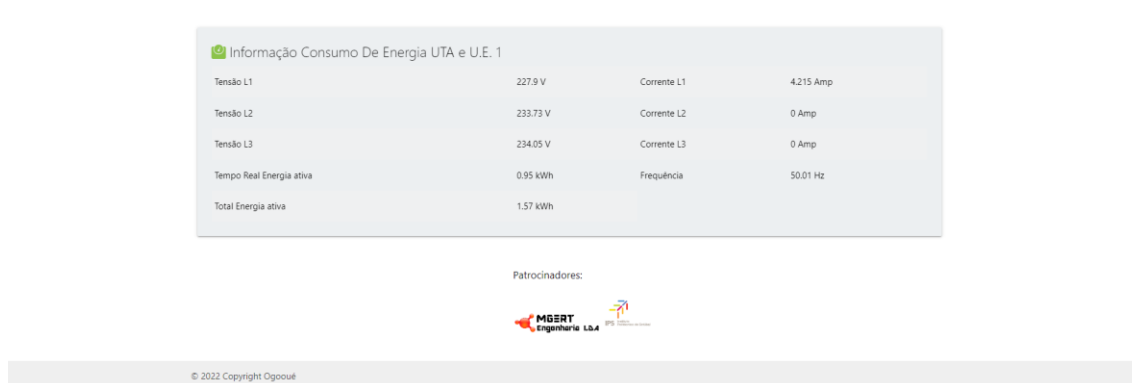 Informação Consumo De Energia UTA e U.E. 1
Tensão L1 227.9 V Corrente L1 4.215 Amp
Tensão L2 233.73 V Corrente L2 0 Amp
Tensão L3 234.05 V Corrente L3 0 Amp
Tempo Real Energia ativa 0.95 kWh Frequência 50.01 Hz
Total Energia ativa 1.57 kWh
Patrocinadores:
MGERT
Engenharia LD.A
IPS
© 2022 Copyright Ogooué